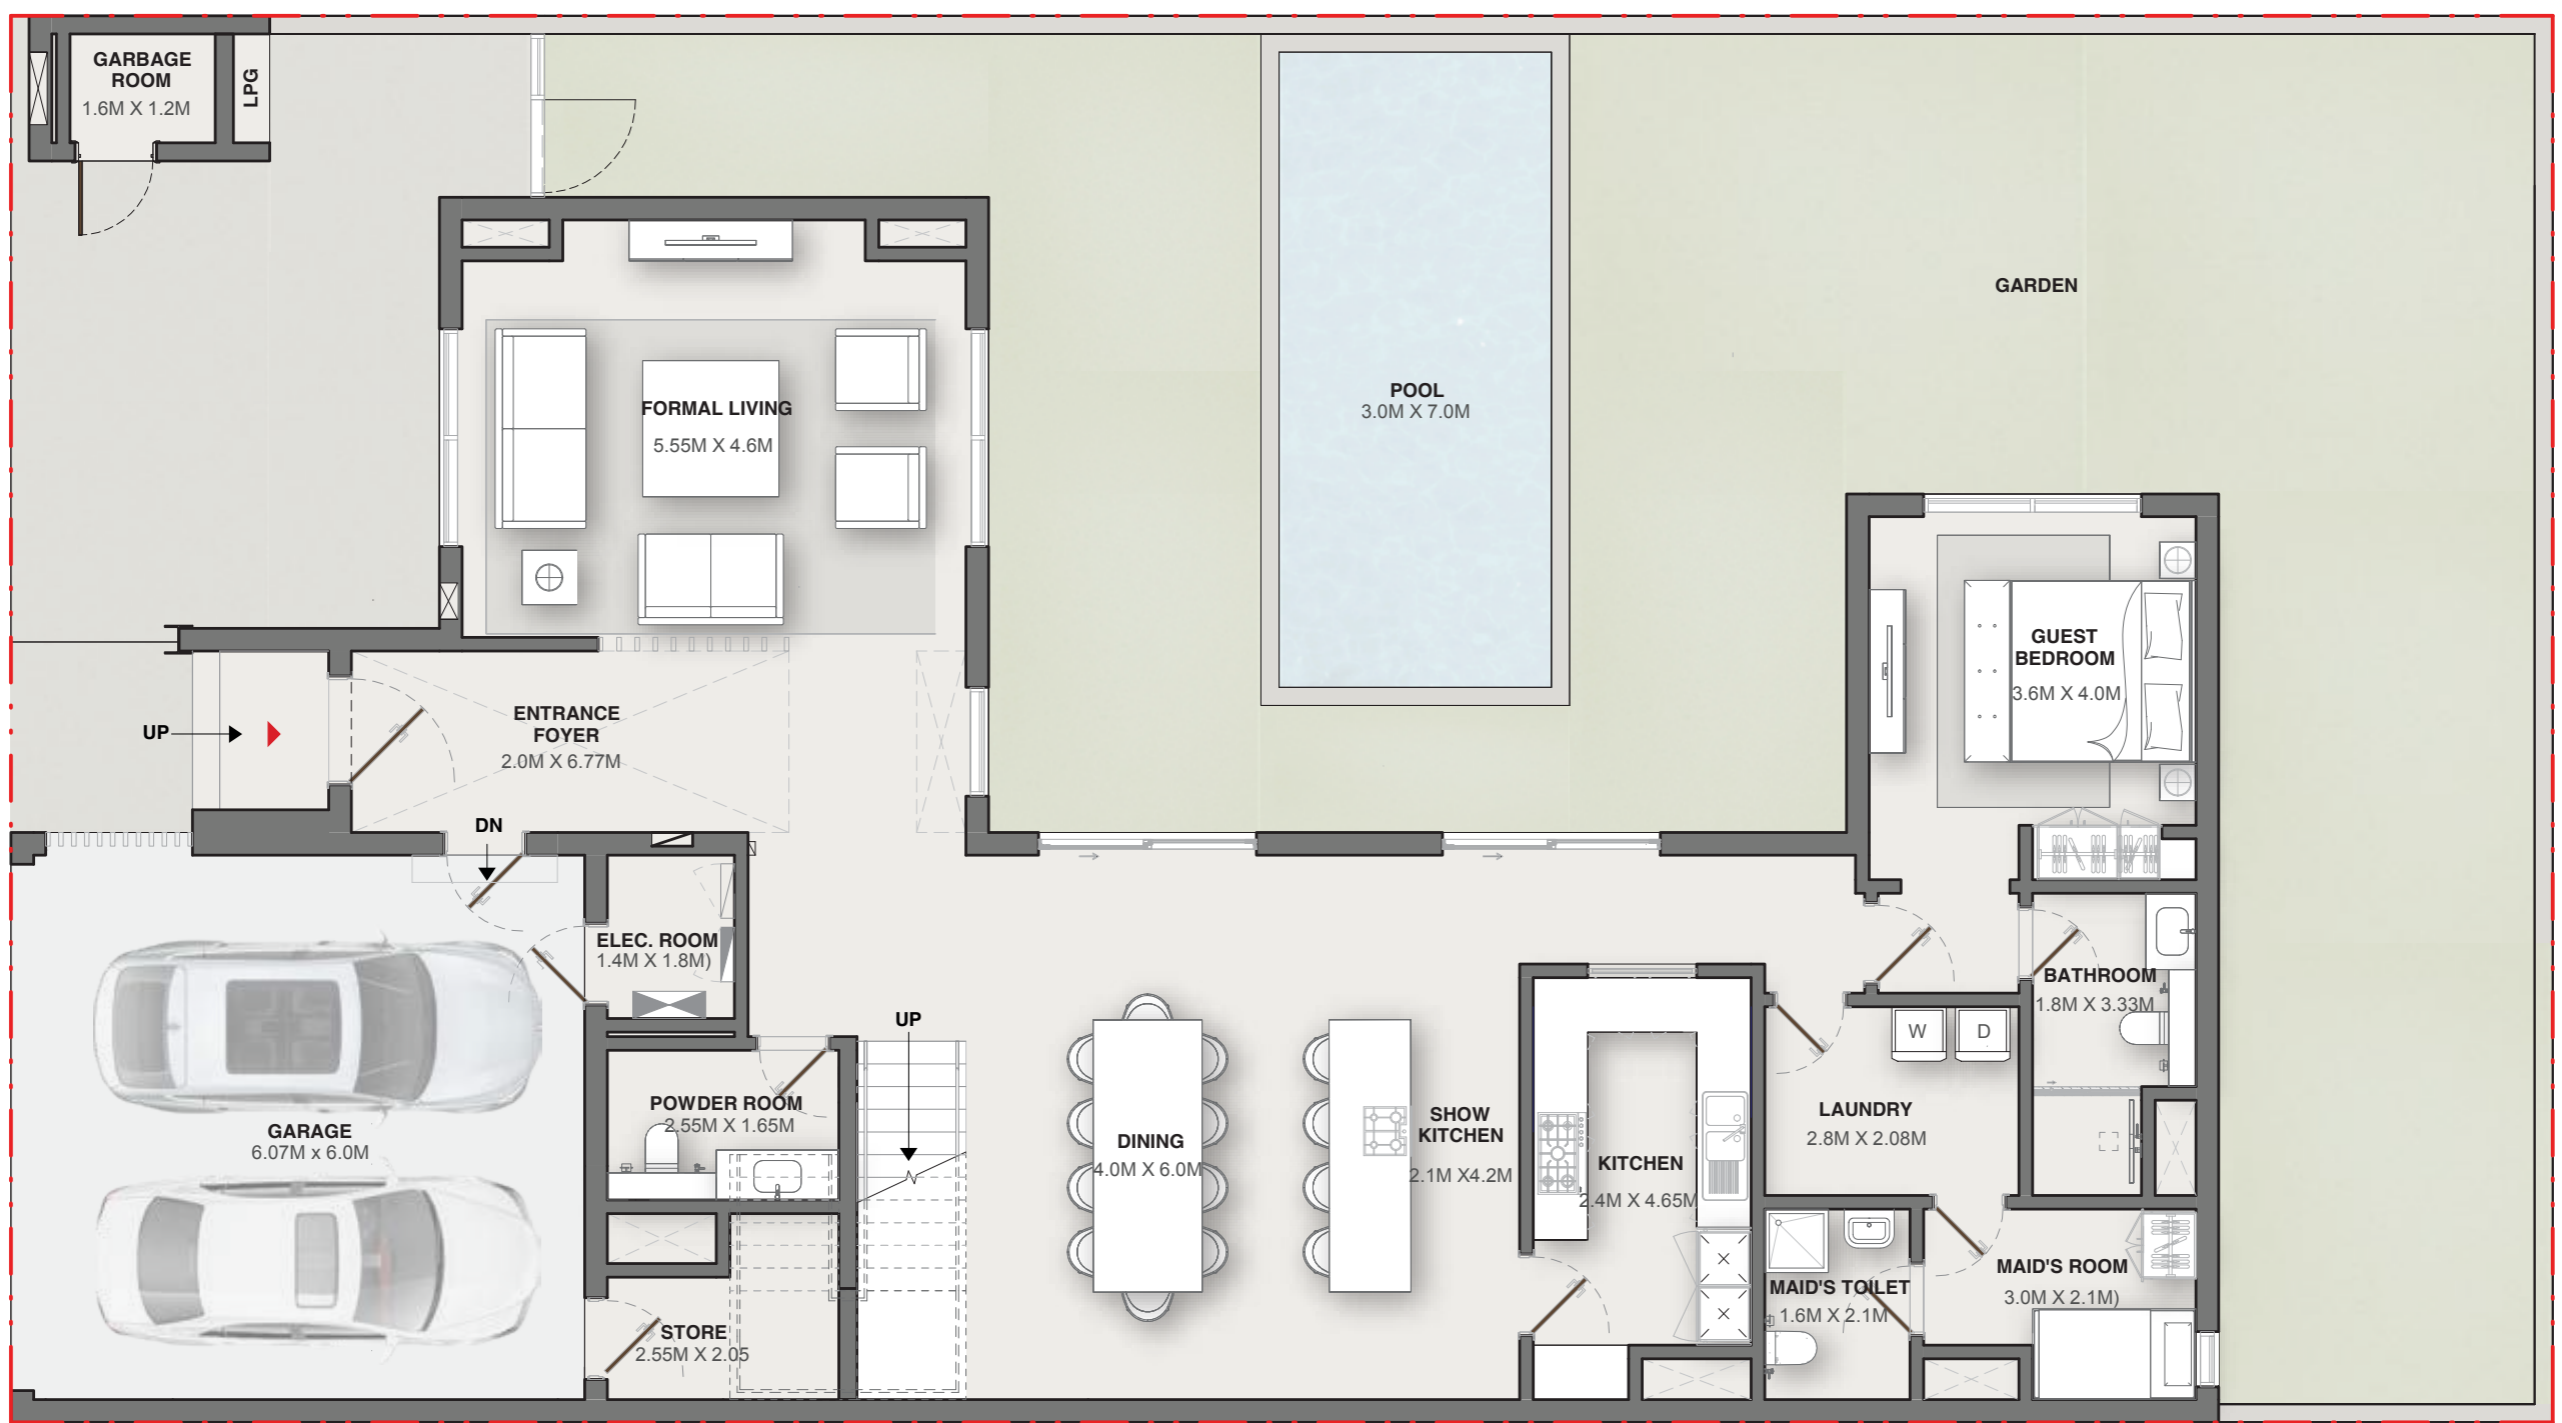 GARBAGE
ROOM
1.6M X 1.2M
LPG
GARDEN
POOL
3.0M X 7.0M
FORMAL LIVING
5.55M X 4.6M
GUEST
BEDROOM
3.6M X 4.0M
UP
ENTRANCE
FOYER
2.0M X 6.77M
DN
ELEC. ROOM
1.4M X 1.8M)
BATHROOM
1.8M X 3.33M
UP
W
D
POWDER ROOM
2.55M X 1.65M
GARAGE
6.07M x 6.0M
DINING
4.0M X 6.0M
SHOW
KITCHEN
2.1M X4.2M
KITCHEN
2.4M X 4.65M
LAUNDRY
2.8M X 2.08M
MAID'S TOILET
1.6M X 2.1M
MAID'S ROOM
3.0M X 2.1M)
STORE
2.55M X 2.05